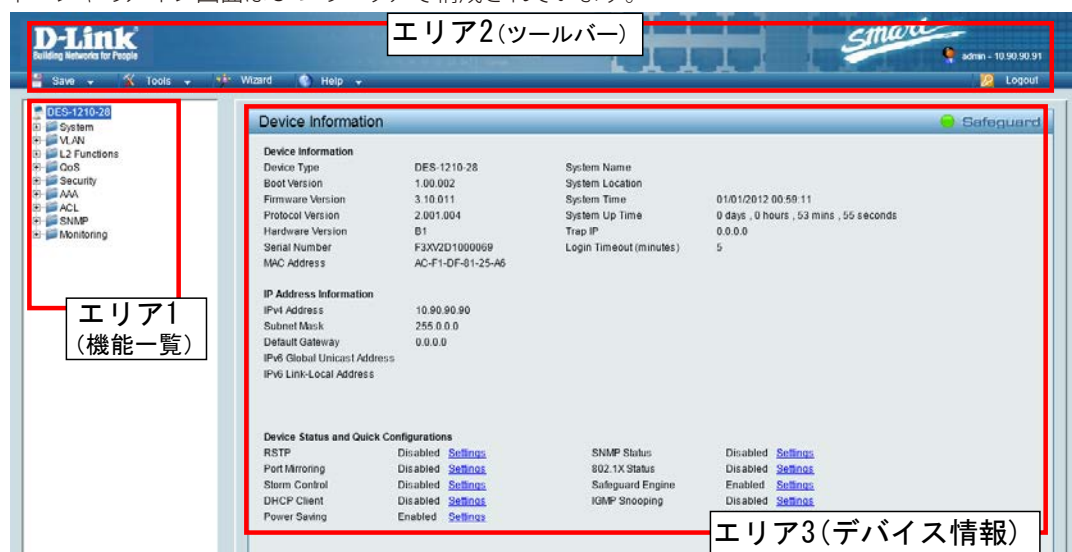 D-Link
Building Networks for People
エリア2(ツールバー)
Smart
admin - 10.90.90.91
Save Tools Wizard Help Logout
DES-1210-28
System
VLAN
L2 Functions
QoS
Security
AAA
ACL
SNMP
Monitoring
エリア1
(機能一覧)
Device Information Safeguard
Device Information
Device Type DES-1210-28 System Name
Boot Version 1.00.002 System Location
Firmware Version 3.10.011 System Time 01/01/2012 00:59:11
Protocol Version 2.001.004 System Up Time 0 days , 0 hours , 53 mins , 55 seconds
Hardware Version B1 Trap IP 0.0.0.0
Serial Number F3XV2D1000069 Login Timeout (minutes) 5
MAC Address AC-F1-DF-81-25-A6
IP Address Information
IPv4 Address 10.90.90.90
Subnet Mask 255.0.0.0
Default Gateway 0.0.0.0
IPv6 Global Unicast Address
IPv6 Link-Local Address
Device Status and Quick Configurations
RSTP Disabled Settings SNMP Status Disabled Settings
Port Mirroring Disabled Settings 802.1X Status Disabled Settings
Storm Control Disabled Settings Safeguard Engine Enabled Settings
DHCP Client Disabled Settings IGMP Snooping Disabled Settings
Power Saving Enabled Settings
エリア3(デバイス情報)